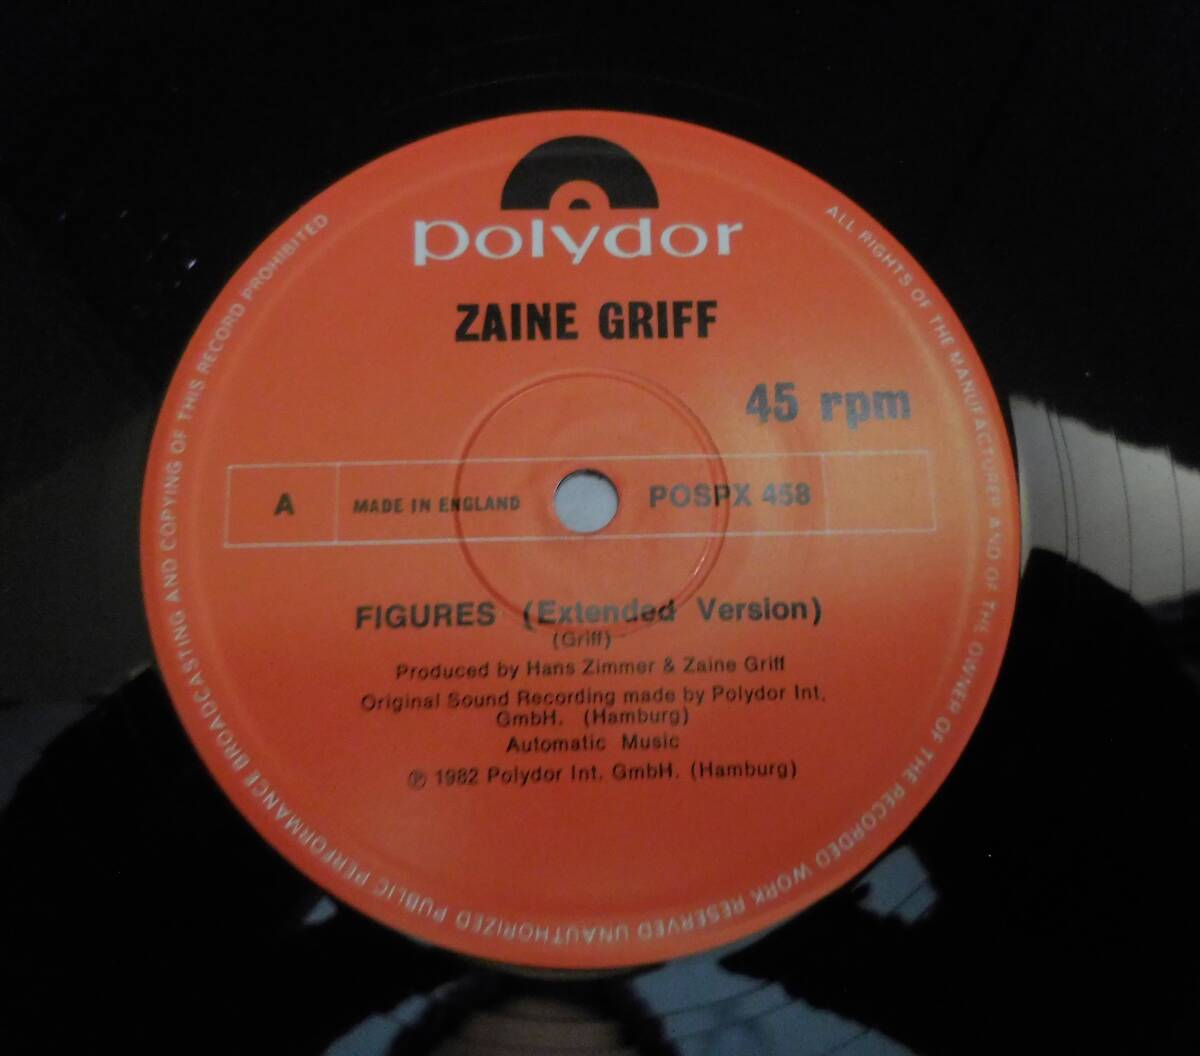 polydor
ZAINE GRIFF
45 rpm
A
MADE IN ENGLAND
POSPX 458
FIGURES (Extended Version)
(Griff)
Produced by Hans Zimmer & Zaine Griff
Original Sound Recording made by Polydor Int.
GmbH. (Hamburg)
Automatic Music
℗ 1982 Polydor Int. GmbH. (Hamburg)
ALL RIGHTS OF THE MANUFACTURER AND OF THE OWNER OF THE RECORDED WORK RESERVED UNAUTHORIZED PUBLIC PERFORMANCE BROADCASTING AND COPYING OF THIS RECORD PROHIBITED